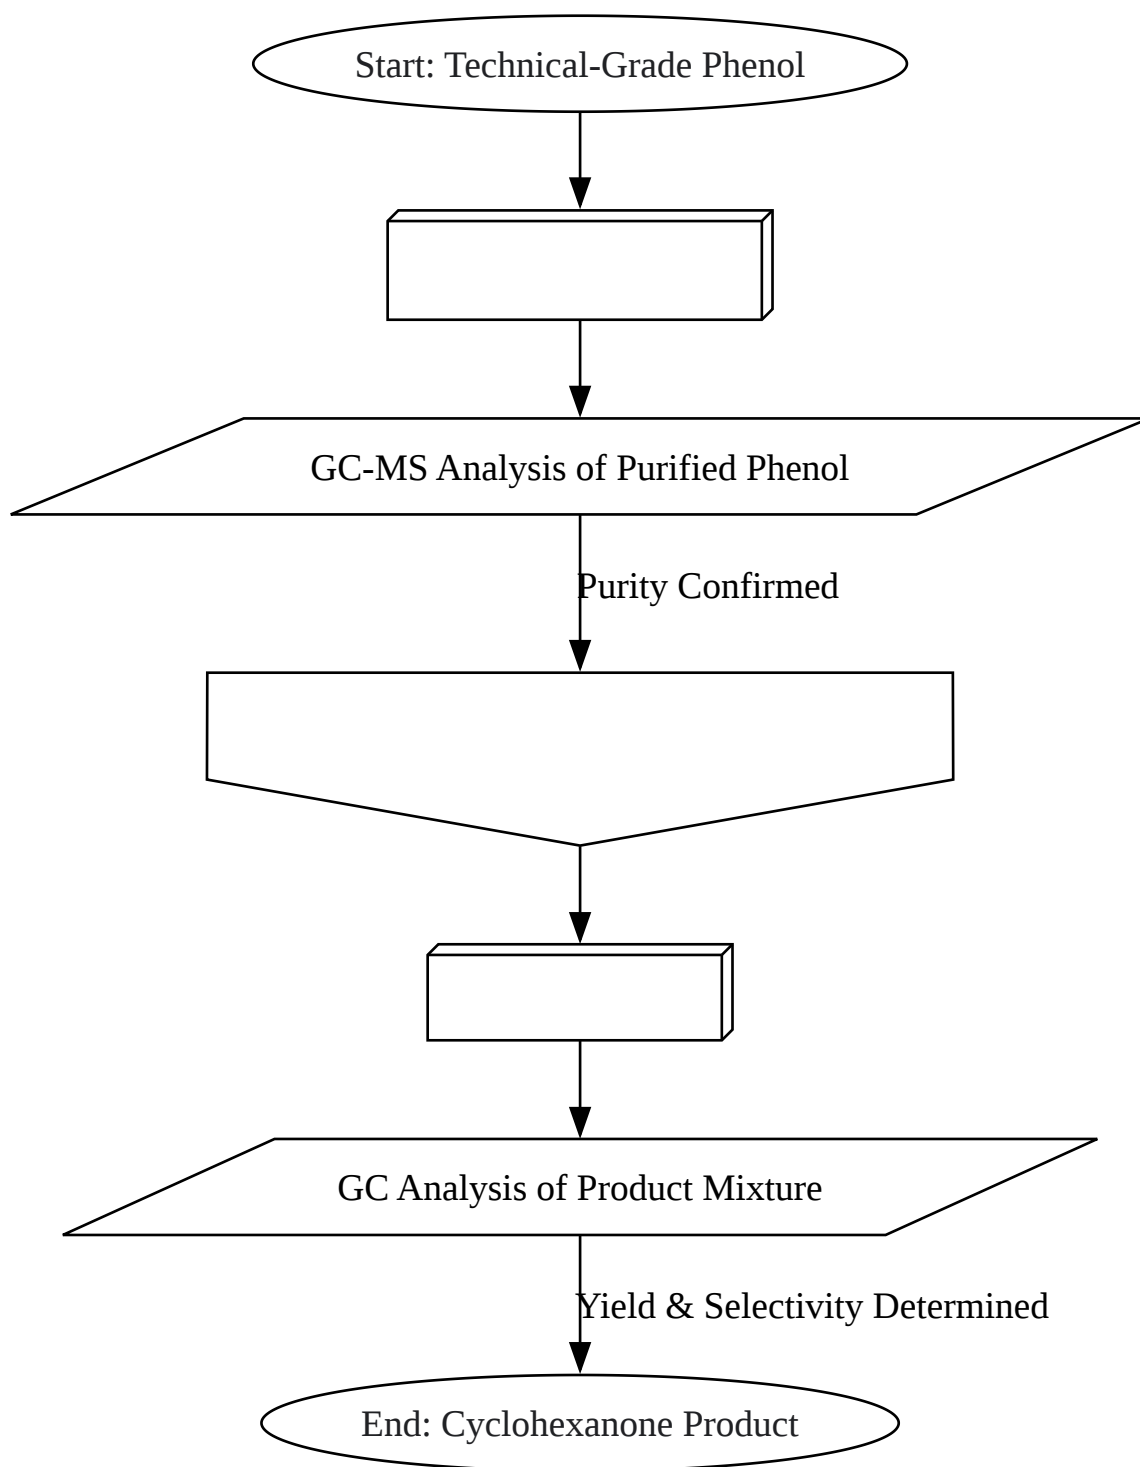 Start: Technical-Grade Phenol
GC-MS Analysis of Purified Phenol
Purity Confirmed
GC Analysis of Product Mixture
Yield & Selectivity Determined
End: Cyclohexanone Product